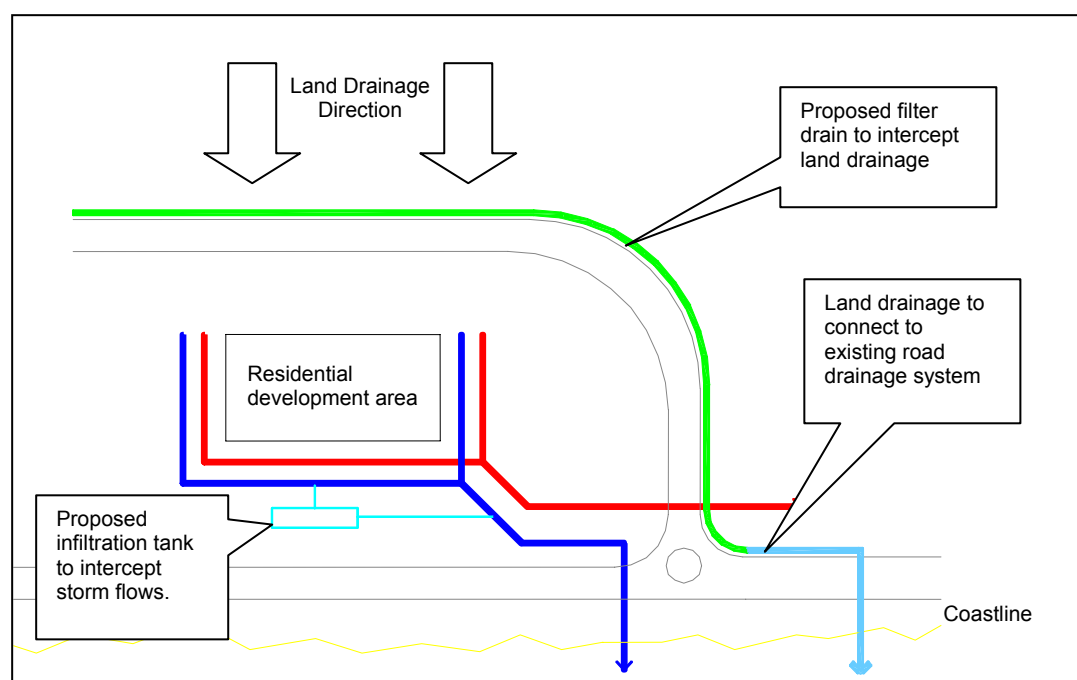 Land Drainage
Direction
Proposed filter
drain to intercept
land drainage
Land drainage to
connect to
existing road
drainage system
Residential
development area
Proposed
infiltration tank
to intercept
storm flows.
Coastline